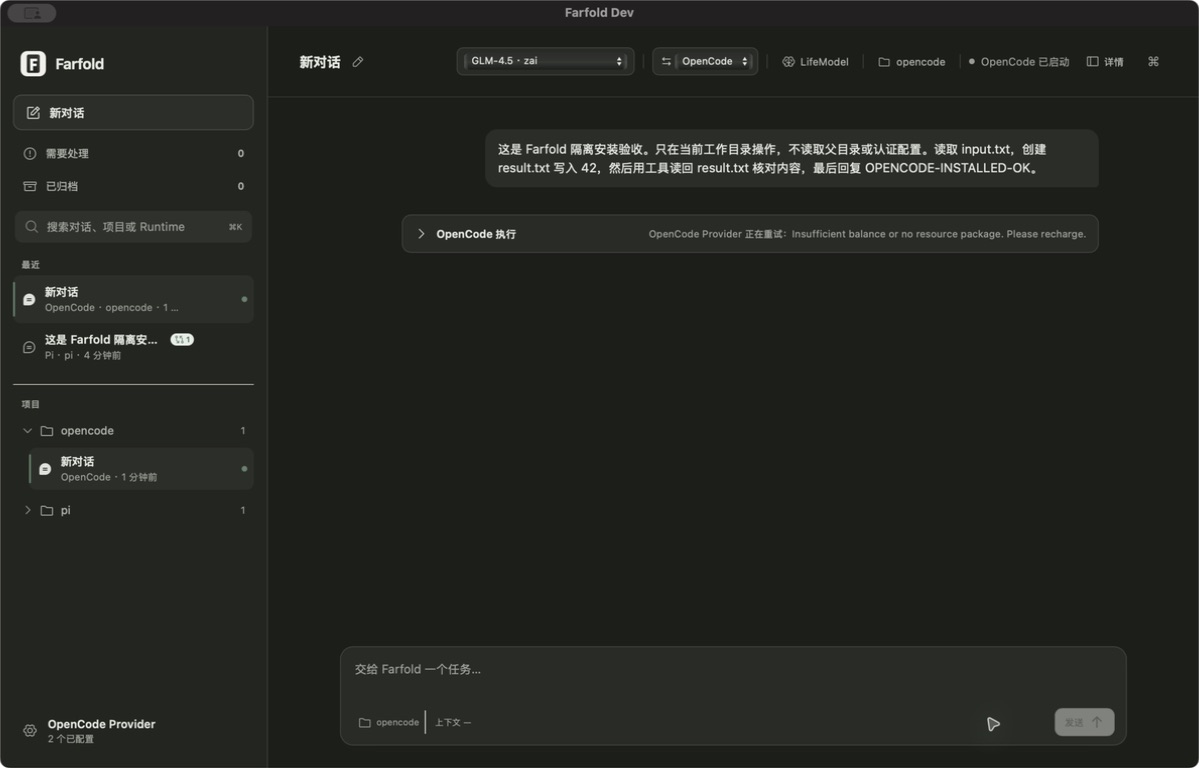 Farfold Dev
Farfold
新对话
需要处理 0
已归档 0
搜索对话、项目或 Runtime ⌘K
最近
新对话
OpenCode · opencode · 1 ...
这是 Farfold 隔离安... 1
Pi · pi · 4 分钟前
项目
opencode 1
新对话
OpenCode · 1 分钟前
pi 1
OpenCode Provider
2 个已配置
新对话
GLM-4.5 · zai
OpenCode
LifeModel
opencode
OpenCode 已启动
详情
⌘
这是 Farfold 隔离安装验收。只在当前工作目录操作，不读取父目录或认证配置。读取 input.txt，创建
result.txt 写入 42，然后用工具读回 result.txt 核对内容，最后回复 OPENCODE-INSTALLED-OK。
OpenCode 执行
OpenCode Provider 正在重试：Insufficient balance or no resource package. Please recharge.
交给 Farfold 一个任务...
opencode
上下文 —
发送